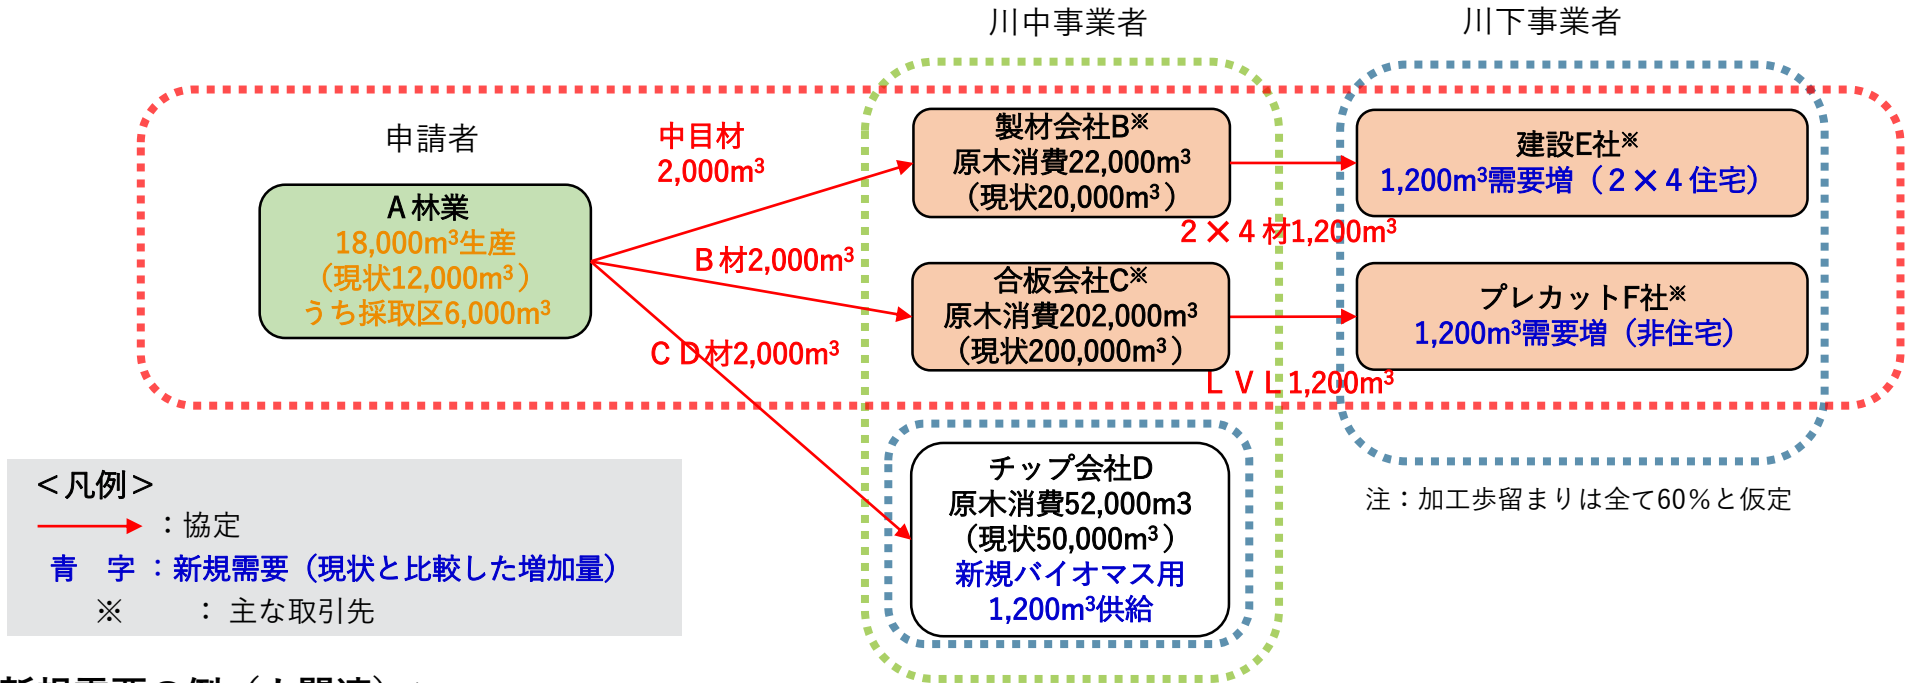 川中事業者
川下事業者
申請者
A 林業
18,000m³生産
（現状12,000m³）
うち採取区6,000m³
中目材
2,000m³
B 材2,000m³
C D 材2,000m³
製材会社B※
原木消費22,000m³
（現状20,000m³）
2×4 材1,200m³
合板会社C※
原木消費202,000m³
（現状200,000m³）
LVL1,200m³
チップ会社D
原木消費52,000m3
（現状50,000m³）
新規バイオマス用
1,200m³供給
建設E社※
1,200m³需要増（2×4 住宅）
プレカットF社※
1,200m³需要増（非住宅）
注：加工歩留まりは全て60％と仮定
＜凡例＞
：協定
青　字：新規需要（現状と比較した増加量）
※　　：主な取引先